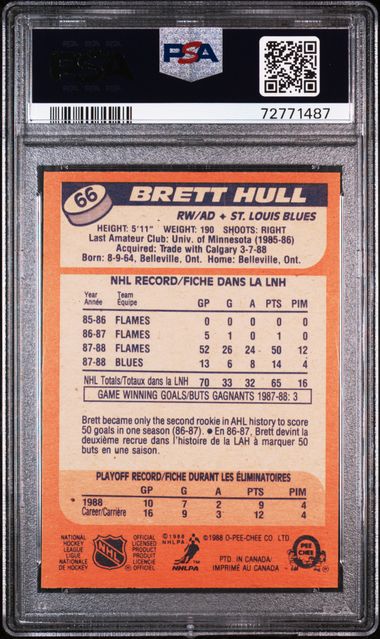 PSA
PSA
72771487
66
BRETT HULL
RW/AD + ST. LOUIS BLUES
HEIGHT: 5'11" WEIGHT: 190 SHOOTS: RIGHT
Last Amateur Club: Univ. of Minnesota (1985-86)
Acquired: Trade with Calgary 3-7-88
Born: 8-9-64, Belleville, Ont. Home: Belleville, Ont.
NHL RECORD/FICHE DANS LA LNH
Year Team GP G A PTS PIM
Année Équipe
85-86 FLAMES 0 0 0 0 0
86-87 FLAMES 5 1 0 1 0
87-88 FLAMES 52 26 24 50 12
87-88 BLUES 13 6 8 14 4
NHL Totals/Totaux dans la LNH 70 33 32 65 16
GAME WINNING GOALS/BUTS GAGNANTS 1987-88: 3
Brett became only the second rookie in AHL history to score
50 goals in one season (86-87). • En 86-87, Brett devint la
deuxième recrue dans l'histoire de la LAH à marquer 50
buts en une saison.
PLAYOFF RECORD/FICHE DURANT LES ÉLIMINATOIRES
GP G A PTS PIM
1988 10 7 2 9 4
Career/Carrière 16 9 3 12 4
NATIONAL HOCKEY LEAGUE
LIGUE NATIONALE DE HOCKEY
NHL
OFFICIAL LICENSED PRODUCT
PRODUIT OFFICIEL LICENCIÉ
©1988 NHLPA
NHLPA
©1988 O-PEE-CHEE CO. LTD.
PTD. IN CANADA/
IMPRIMÉ AU CANADA
O PEE CHEE